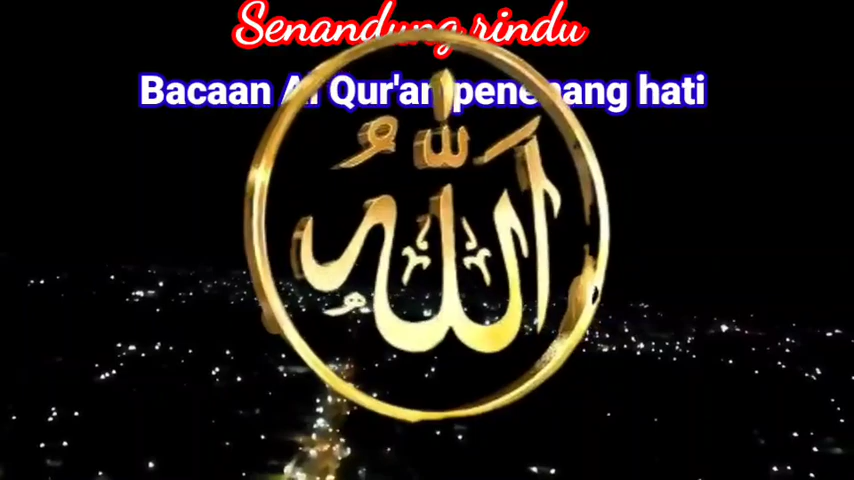 Senandung rindu
Bacaan Al Qur'an penenang hati
الله